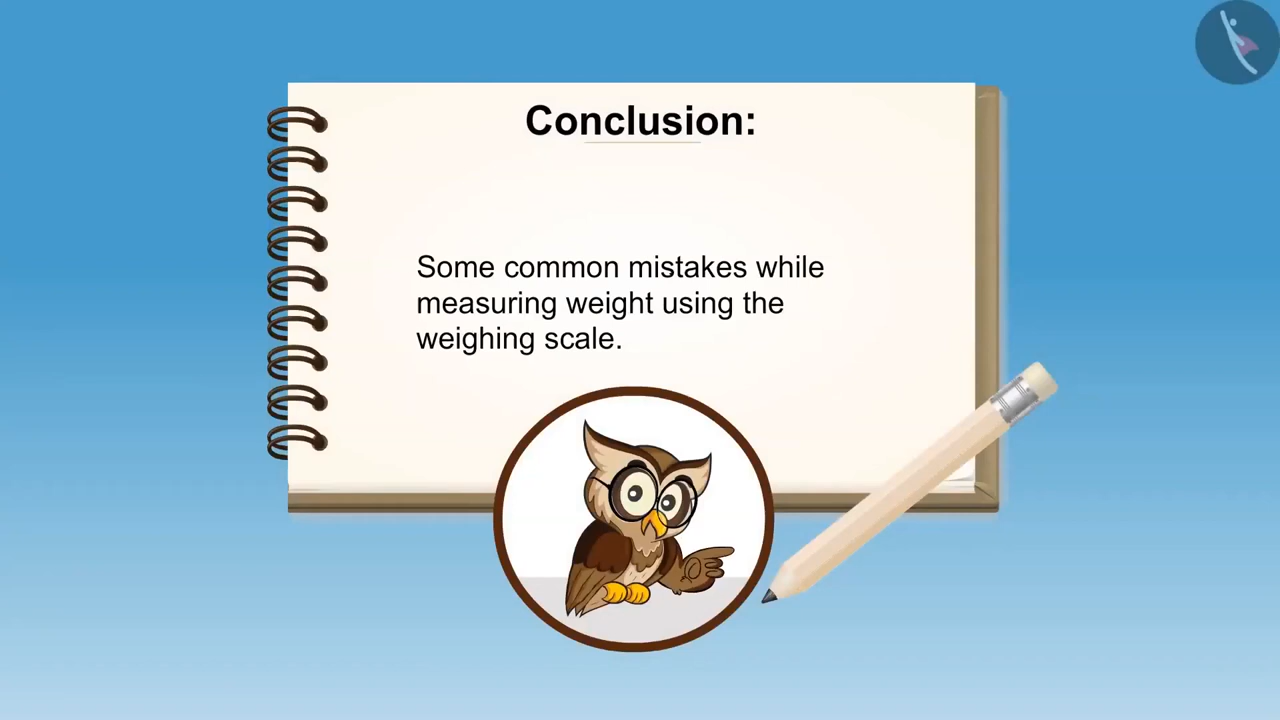 Conclusion:
Some common mistakes while
measuring weight using the
weighing scale.